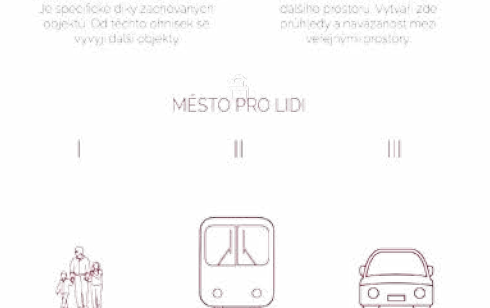 Je specifické díky zachovaným
objektů. Od těchto ohnisek se
vyvíjí další objekty.
dalšího prostoru. Vytváří zde
průhledy a návaznost mezi
veřejnými prostory.
MĚSTO PRO LIDI
I
II
III